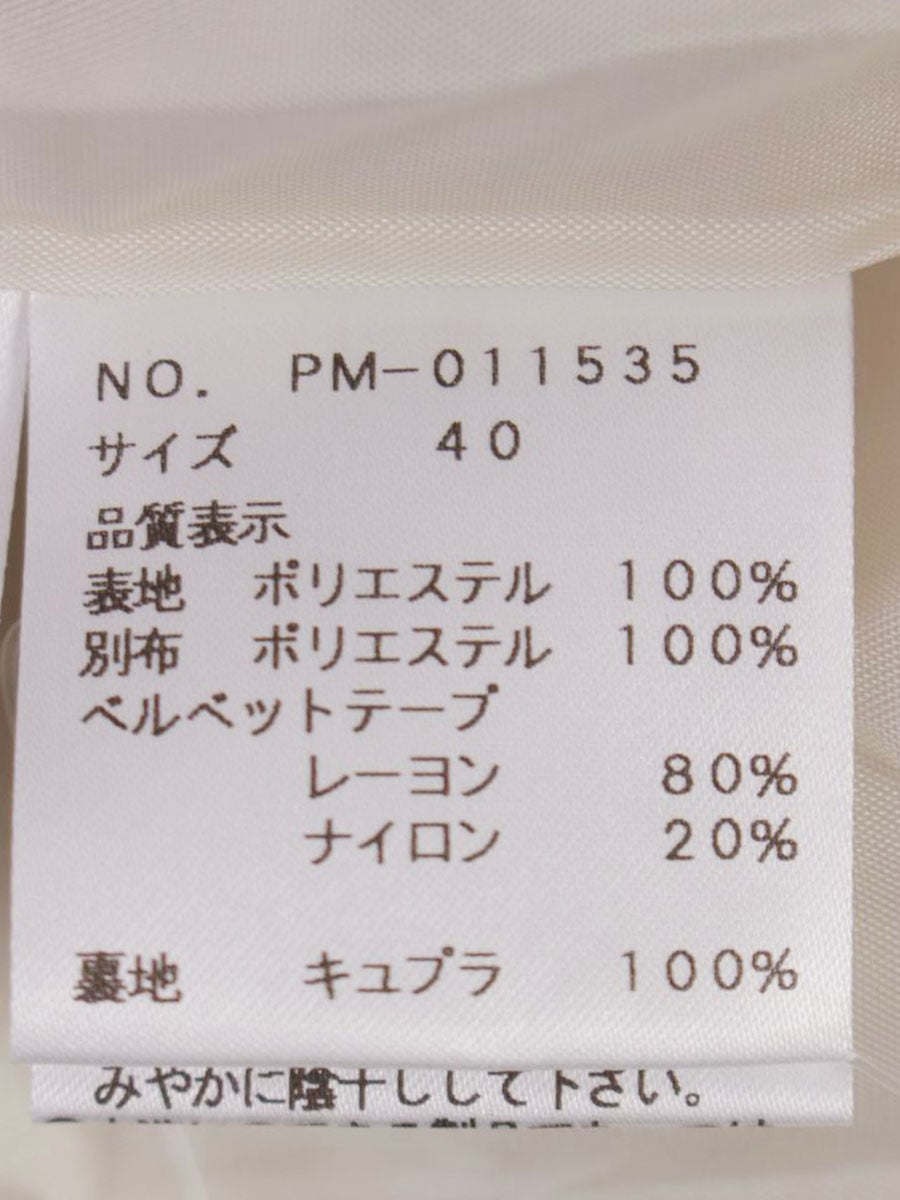 NO. PM-011535
サイズ 40
品質表示
表地 ポリエステル 100%
別布 ポリエステル 100%
ベルベットテープ
レーヨン 80%
ナイロン 20%
裏地 キュプラ 100%
みやかに陰干しして下さい。